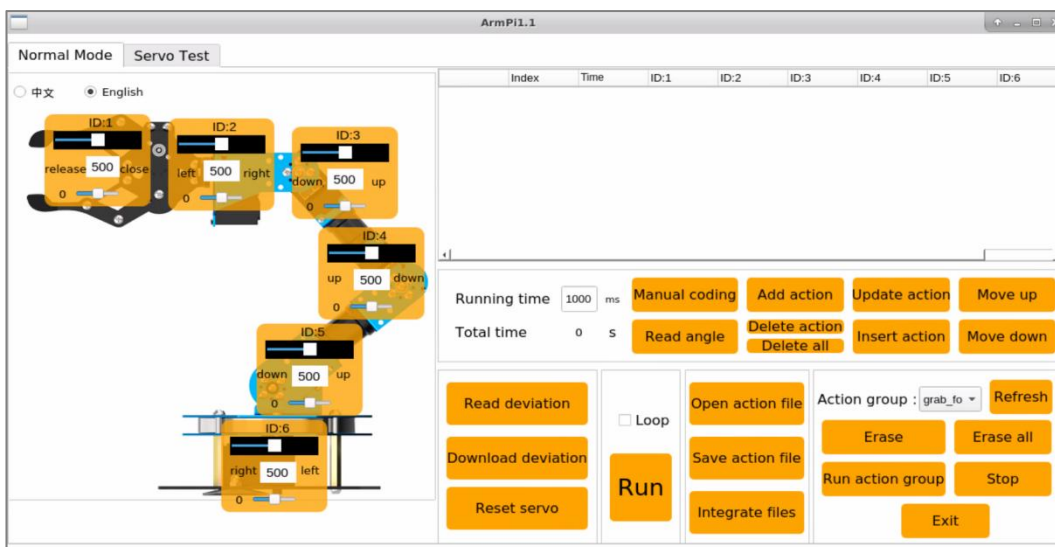 ArmPi1.1
Normal Mode Servo Test
中文 English
ID:1
release 500 close
0
ID:2
left 500 right
0
ID:3
down 500 up
0
ID:4
up 500 down
0
ID:5
down 500 up
0
ID:6
right 500 left
0
Index Time ID:1 ID:2 ID:3 ID:4 ID:5 ID:6
Running time 1000 ms
Total time 0 S
Manual coding Add action Update action Move up
Read angle Delete action Insert action Move down
Delete all
Read deviation
Download deviation
Reset servo
Loop
Run
Open action file
Save action file
Integrate files
Action group : grab_fo Refresh
Erase Erase all
Run action group Stop
Exit